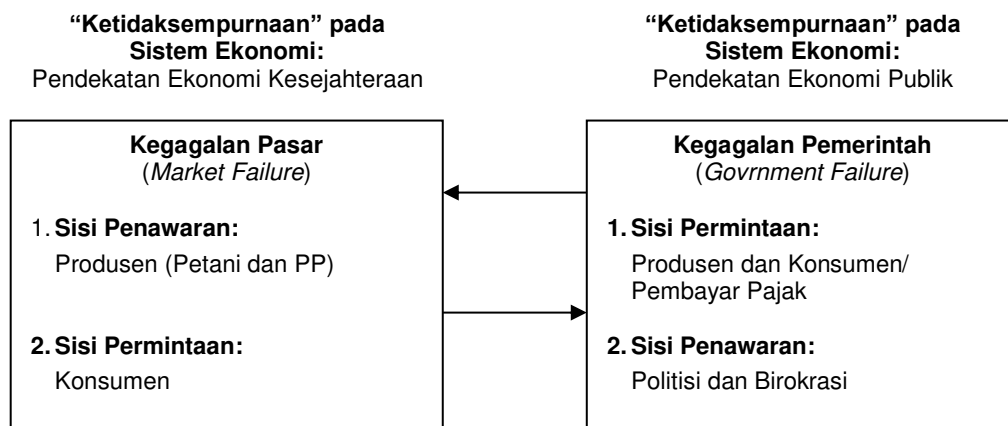 “Ketidaksempurnaan” pada
Sistem Ekonomi:
Pendekatan Ekonomi Kesejahteraan
“Ketidaksempurnaan” pada
Sistem Ekonomi:
Pendekatan Ekonomi Publik
Kegagalan Pasar
(Market Failure)
1. Sisi Penawaran:
Produsen (Petani dan PP)
2. Sisi Permintaan:
Konsumen
Kegagalan Pemerintah
(Govrnment Failure)
1. Sisi Permintaan:
Produsen dan Konsumen/
Pembayar Pajak
2. Sisi Penawaran:
Politisi dan Birokrasi